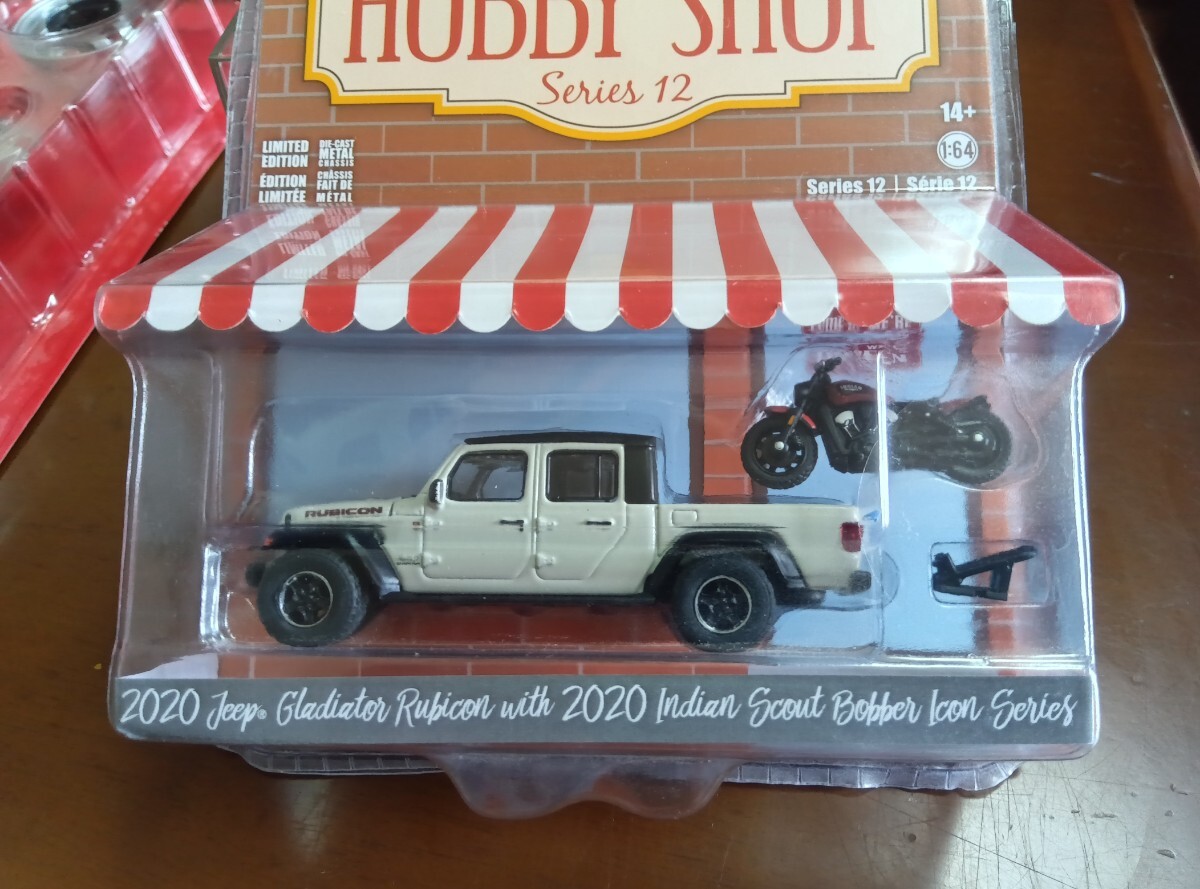 HOBBY SHOP
Series 12
14+
1:64
LIMITED EDITION
DIE-CAST METAL CHASSIS
ÉDITION LIMITÉE
CHÂSSIS FAIT DE MÉTAL
Series 12 | Série 12
RUBICON
2020 Jeep® Gladiator Rubicon with 2020 Indian Scout Bobber Icon Series